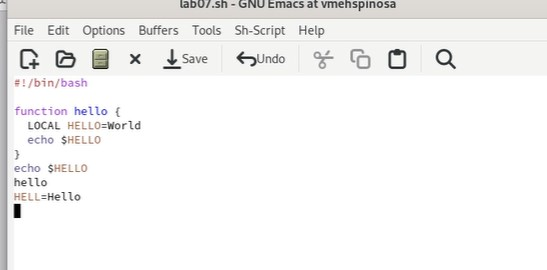 lab07.sh - GNU Emacs at vmehspinosa
File Edit Options Buffers Tools Sh-Script Help
Save Undo
#!/bin/bash
function hello {
LOCAL HELLO=World
echo $HELLO
}
echo $HELLO
hello
HELL=Hello